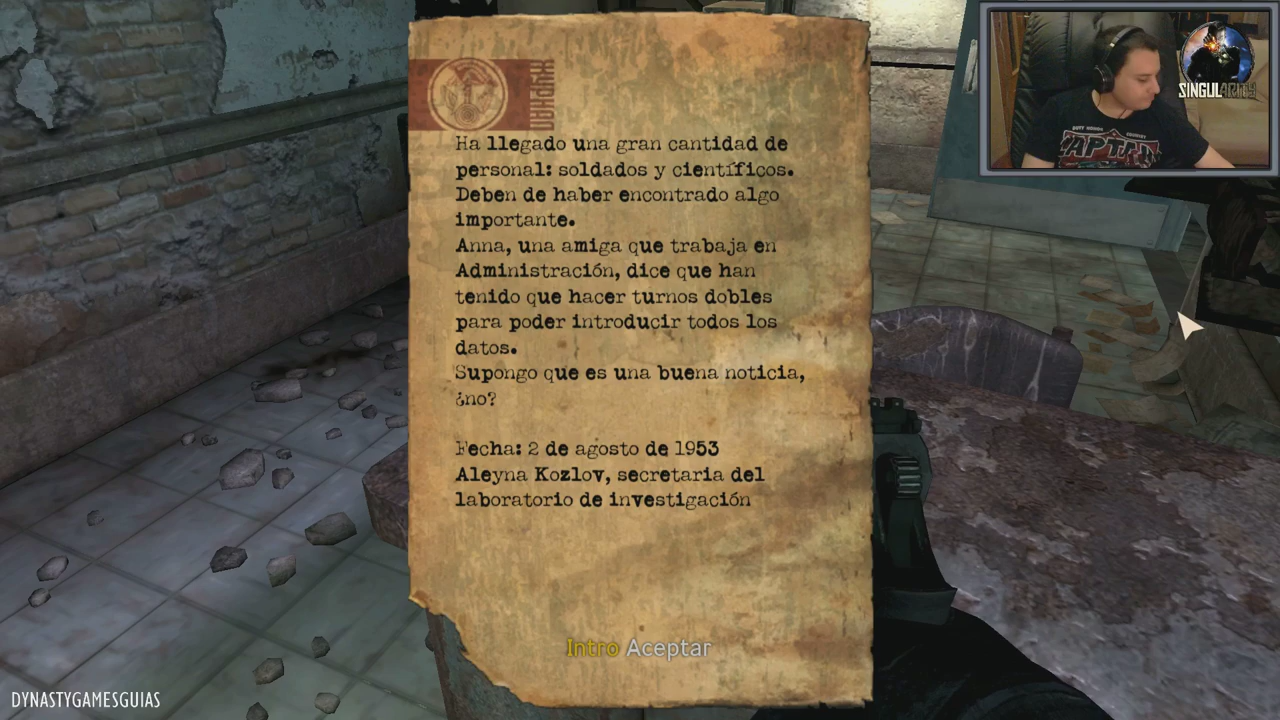 SINGULARITY
CAPTAIN
Ha llegado una gran cantidad de
personal: soldados y científicos.
Deben de haber encontrado algo
importante.
Anna, una amiga que trabaja en
Administración, dice que han
tenido que hacer turnos dobles
para poder introducir todos los
datos.
Supongo que es una buena noticia,
¿no?
Fecha: 2 de agosto de 1953
Aleyna Kozlov, secretaria del
laboratorio de investigación
Intro Aceptar
DYNASTYGAMESGUIAS